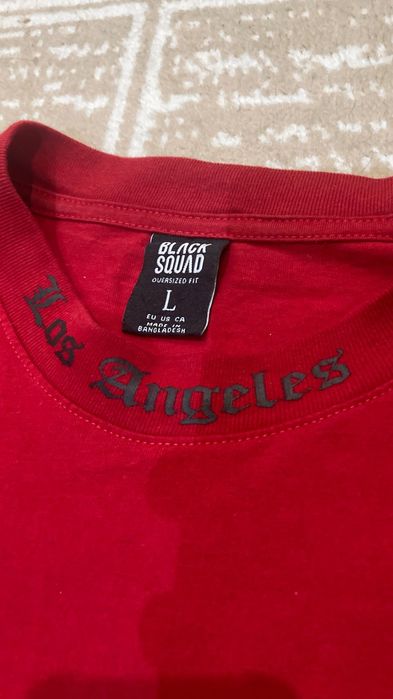 BLACK
SQUAD
OVERSIZED FIT
L
EU US CA
MADE IN
BANGLADESH
Los Angeles